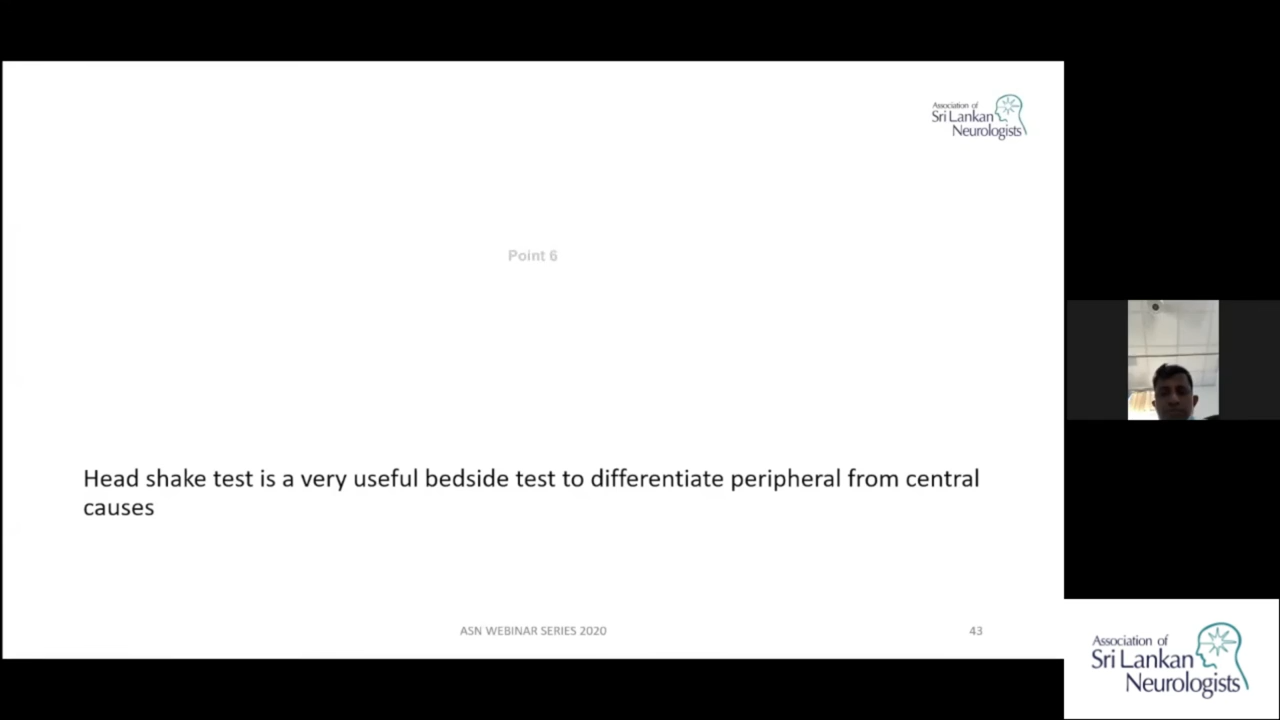 Association of
Sri Lankan
Neurologists
Point 6
Head shake test is a very useful bedside test to differentiate peripheral from central
causes
ASN WEBINAR SERIES 2020
43
Association of
Sri Lankan
Neurologists